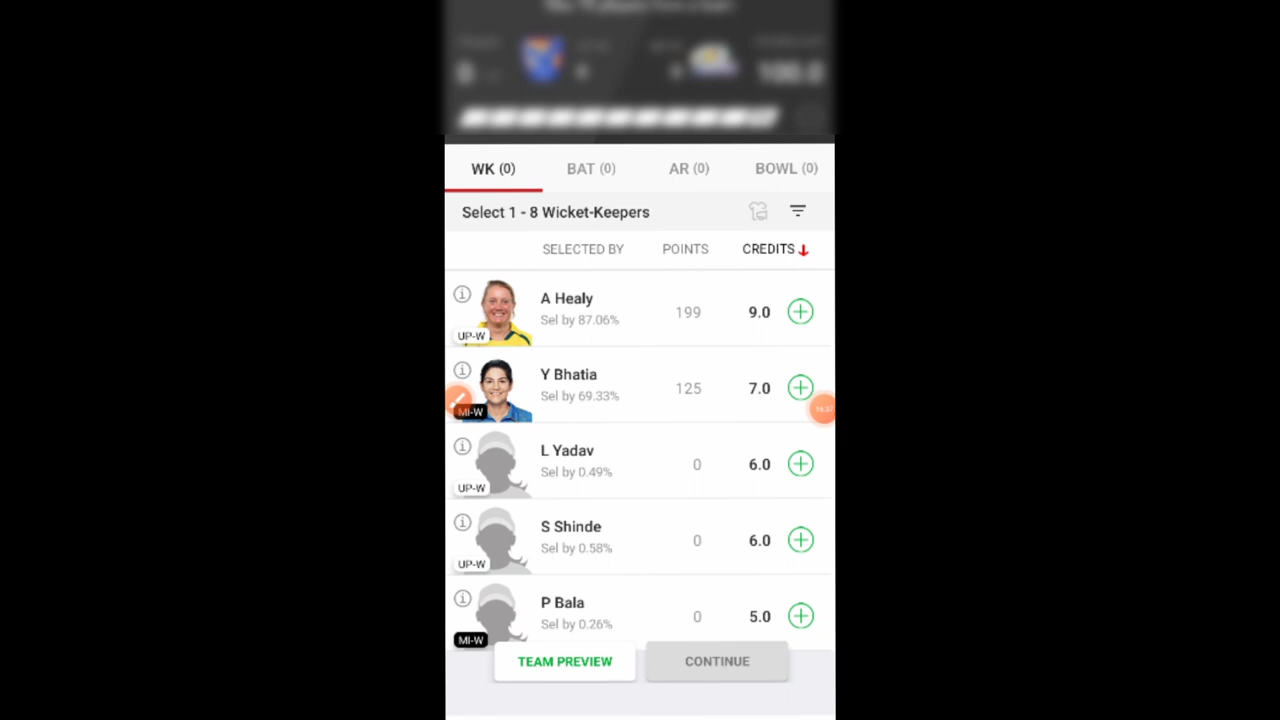 100.0
WK (0) BAT (0) AR (0) BOWL (0)
Select 1 - 8 Wicket-Keepers
SELECTED BY POINTS CREDITS
A Healy
Sel by 87.06%
199 9.0
UP-W
Y Bhatia
Sel by 69.33%
125 7.0
MI-W
L Yadav
Sel by 0.49%
0 6.0
UP-W
S Shinde
Sel by 0.58%
0 6.0
UP-W
P Bala
Sel by 0.26%
0 5.0
MI-W
TEAM PREVIEW CONTINUE